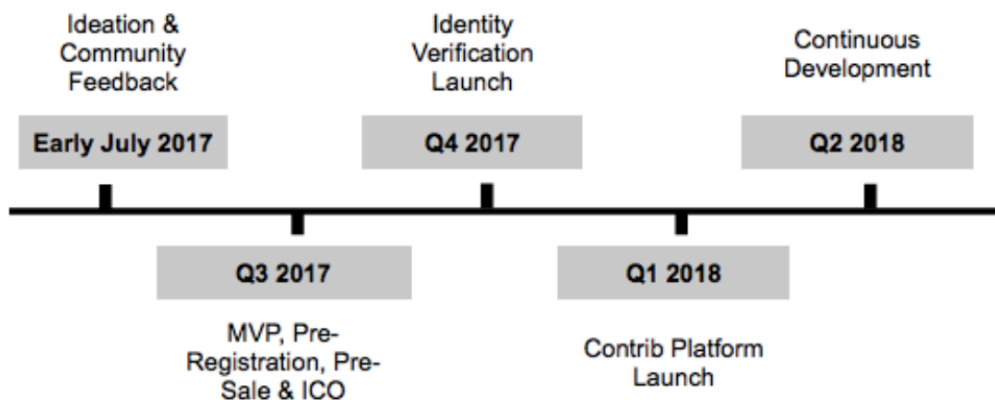 Ideation &
Community
Feedback
Early July 2017
MVP, Pre-
Registration, Pre-
Sale & ICO
Q3 2017
Identity
Verification
Launch
Q4 2017
Contrib Platform
Launch
Q1 2018
Continuous
Development
Q2 2018